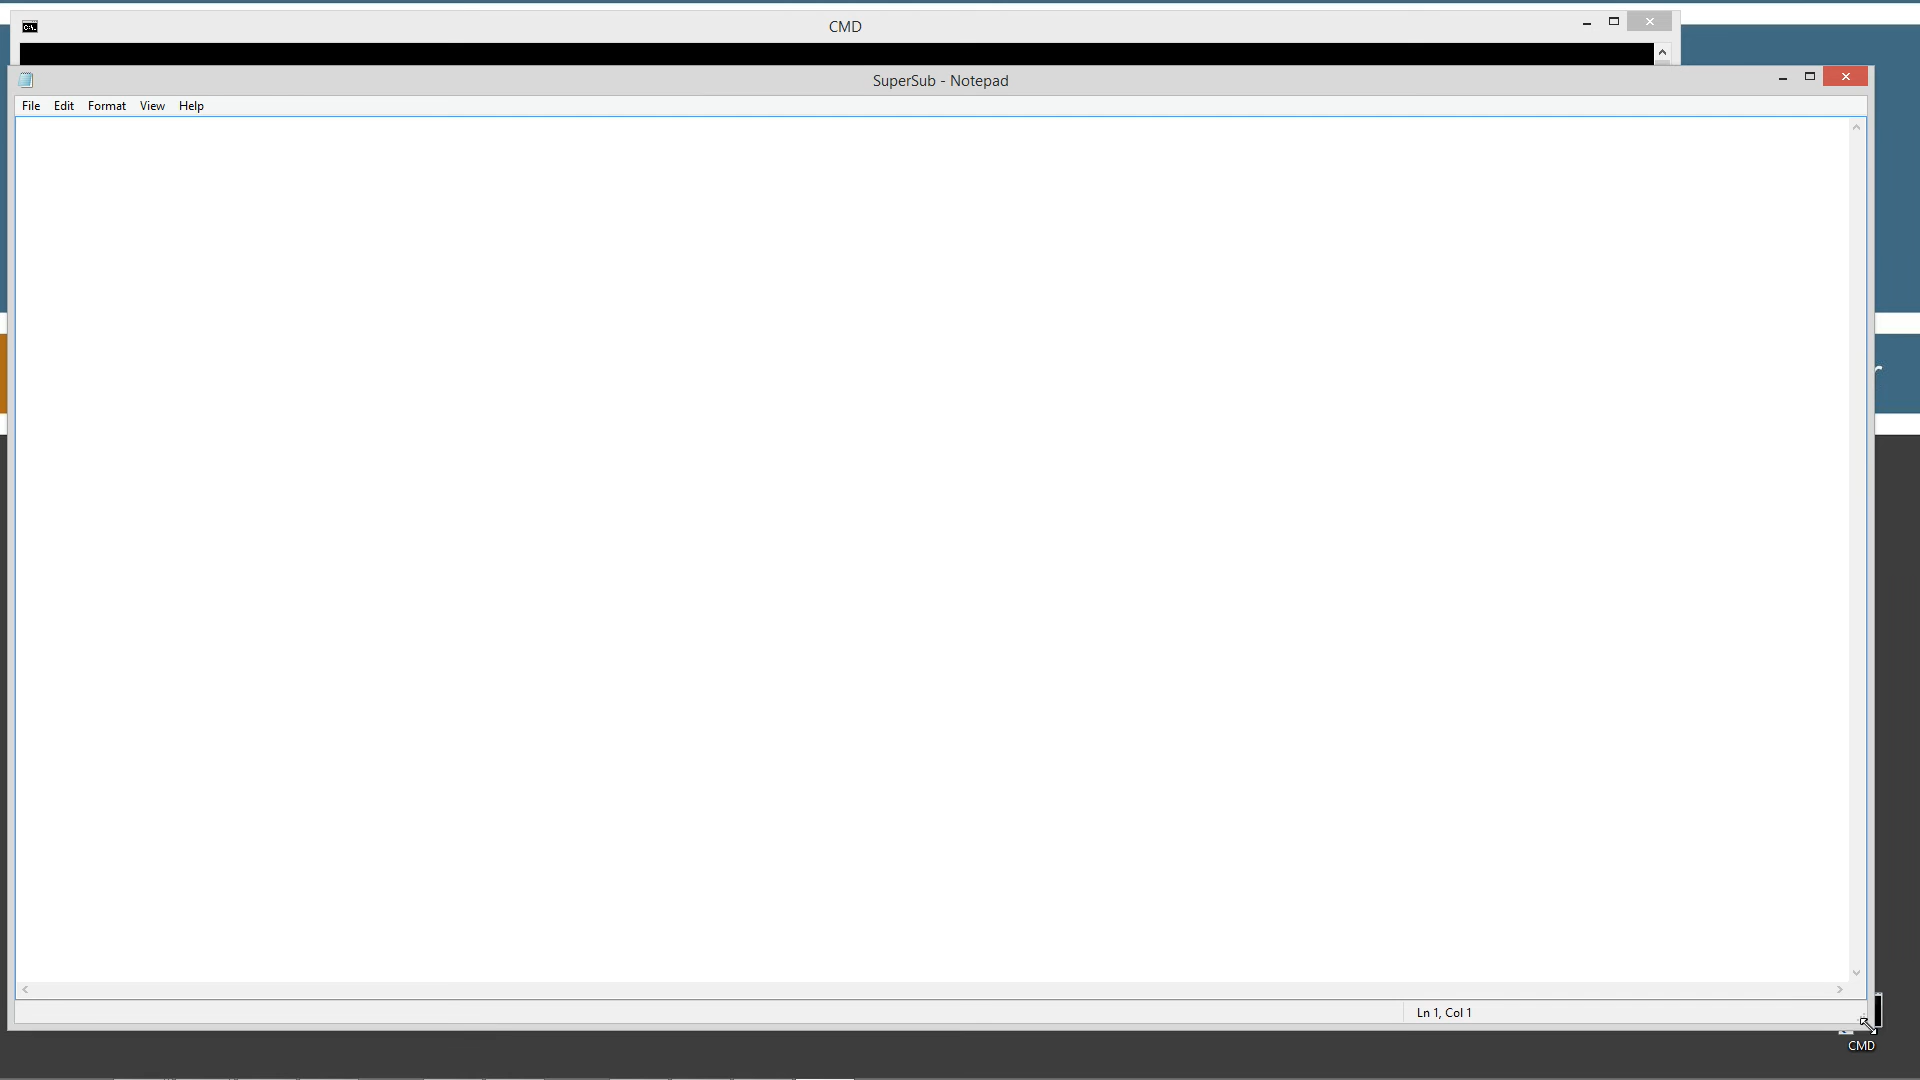 CMD
SuperSub - Notepad
File Edit Format View Help
r
Ln 1, Col 1
CMD